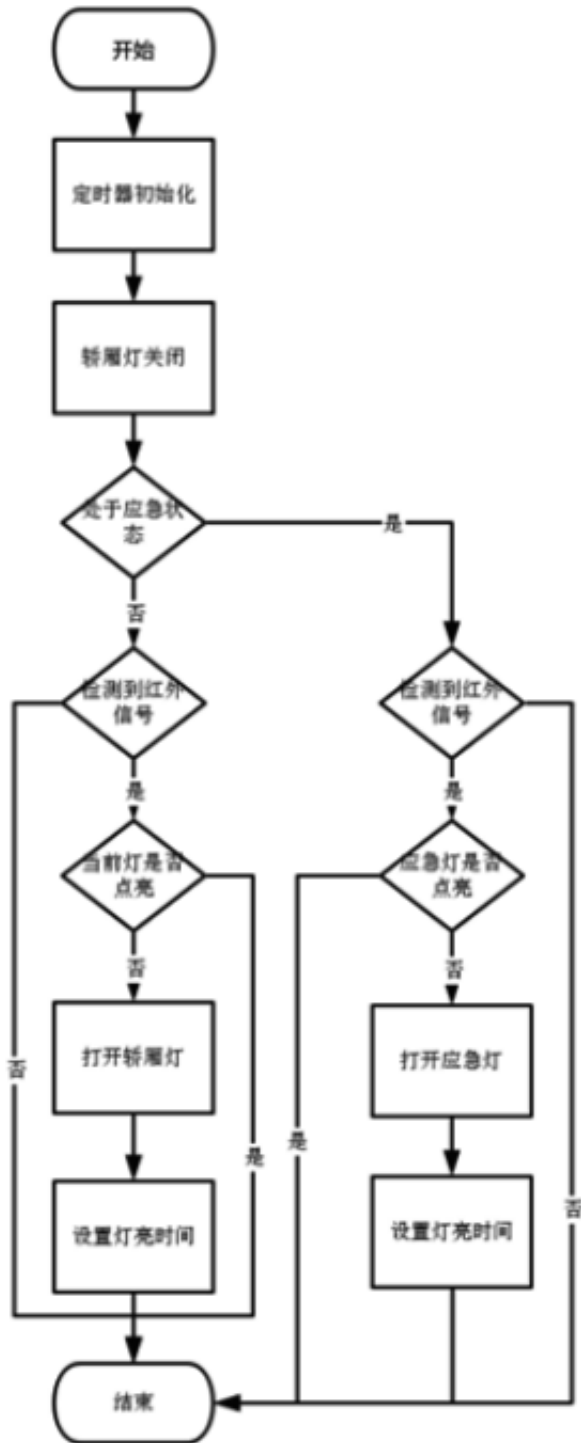 开始
定时器初始化
轿厢灯关闭
处于应急状
态
是
否
检测到红外
信号
检测到红外
信号
是
是
当前灯是否
点亮
应急灯是否
点亮
否
否
打开轿厢灯
打开应急灯
否
是
是
设置灯亮时间
设置灯亮时间
否
结束